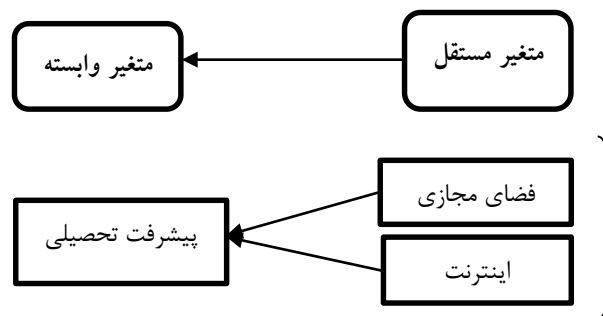 متغیر مستقل
متغیر وابسته
فضای مجازی
پیشرفت تحصیلی
اینترنت